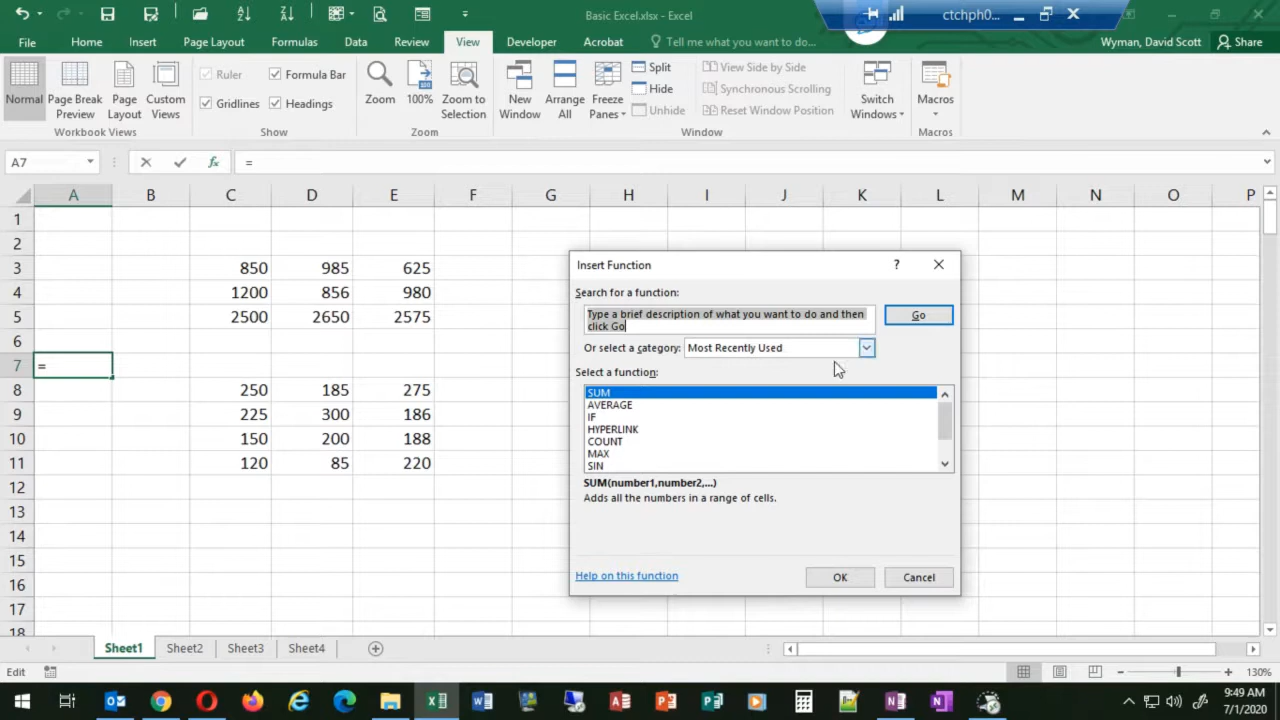 Basic Excel.xlsx - Excel
ctchph0...
File Home Insert Page Layout Formulas Data Review View Developer Acrobat Tell me what you want to do... Wyman, David Scott Share
Normal
Page Break
Preview
Page
Layout
Custom
Views
Workbook Views
Ruler
Formula Bar
Gridlines
Headings
Show
Zoom
100
100%
Zoom to
Selection
Zoom
New
Window
Arrange
All
Freeze
Panes
Split
Hide
Unhide
View Side by Side
Synchronous Scrolling
Reset Window Position
Window
Switch
Windows
Macros
Macros
A7 fx =
A B C D E F G H I J K L M N O P
1
2
3 850 985 625
4 1200 856 980
5 2500 2650 2575
6
7 =
8 250 185 275
9 225 300 186
10 150 200 188
11 120 85 220
12
13
14
15
16
17
18
Insert Function
?
Search for a function:
Type a brief description of what you want to do and then
click Go
Go
Or select a category: Most Recently Used
Select a function:
SUM
AVERAGE
IF
HYPERLINK
COUNT
MAX
SIN
SUM(number1,number2,...)
Adds all the numbers in a range of cells.
Help on this function
OK
Cancel
Sheet1 Sheet2 Sheet3 Sheet4
Edit
130%
9:49 AM
7/1/2020